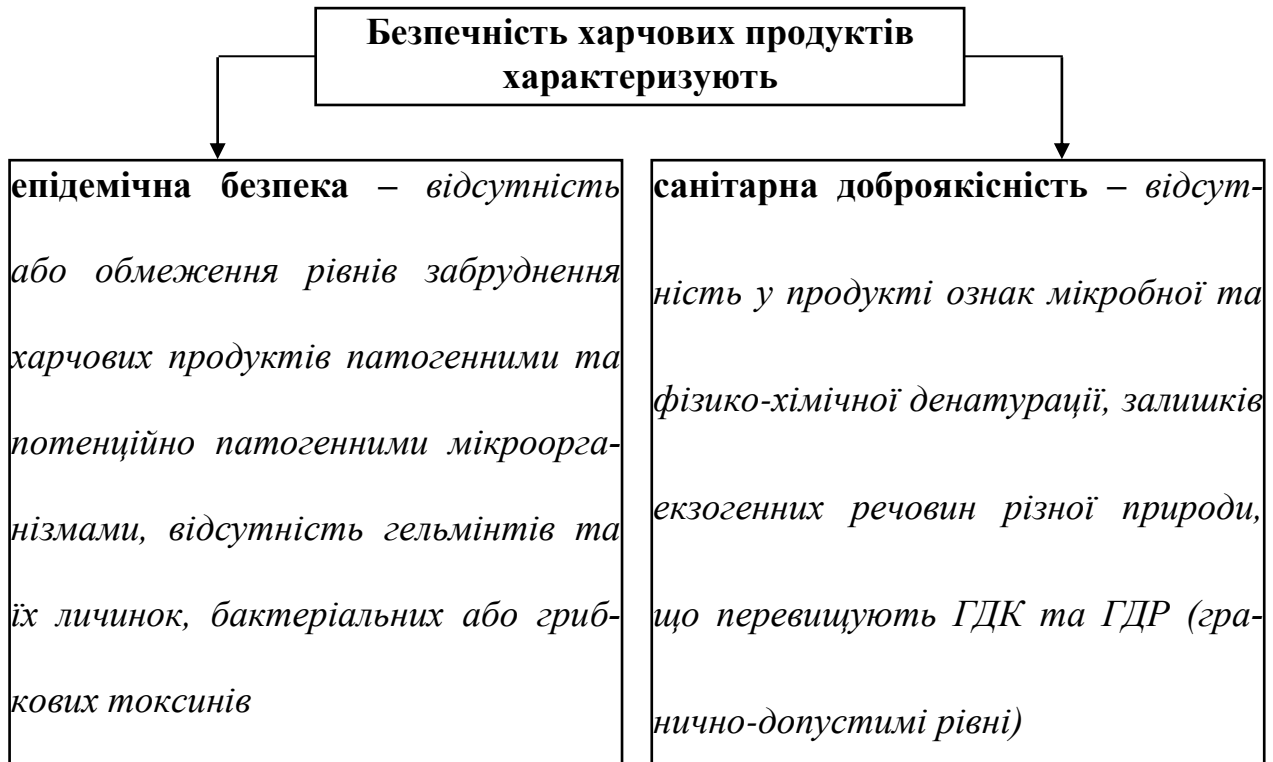 Безпечність харчових продуктів
характеризують
епідемічна безпека – відсутність
або обмеження рівнів забруднення
харчових продуктів патогенними та
потенційно патогенними мікроорга-
нізмами, відсутність гельмінтів та
їх личинок, бактеріальних або гриб-
кових токсинів
санітарна доброякісність – відсут-
ність у продукті ознак мікробної та
фізико-хімічної денатурації, залишків
екзогенних речовин різної природи,
що перевищують ГДК та ГДР (гра-
нично-допустимі рівні)